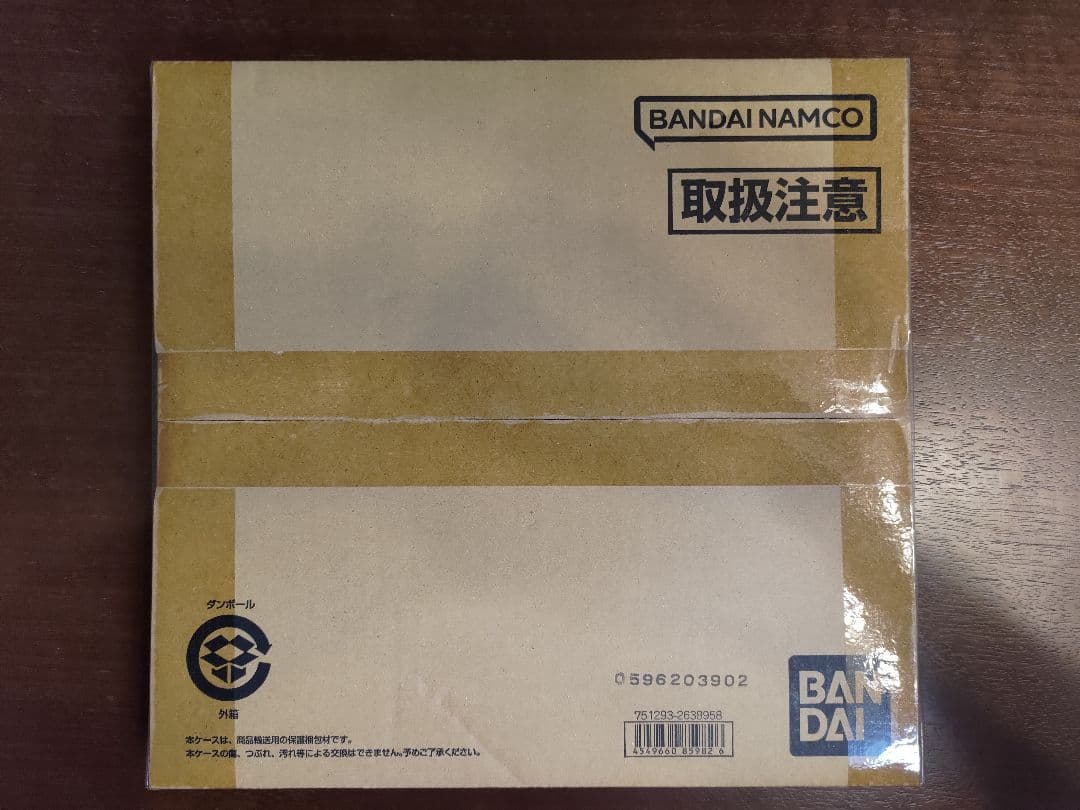 BANDAI NAMCO
取扱注意
ダンボール
外箱
本ケースは、商品輸送用の保護梱包材です。
本ケースの傷、つぶれ、汚れ等による交換はできません。予めご了承ください。
0596203902
751293-2638958
4549660 85982 6
BAN
DAI